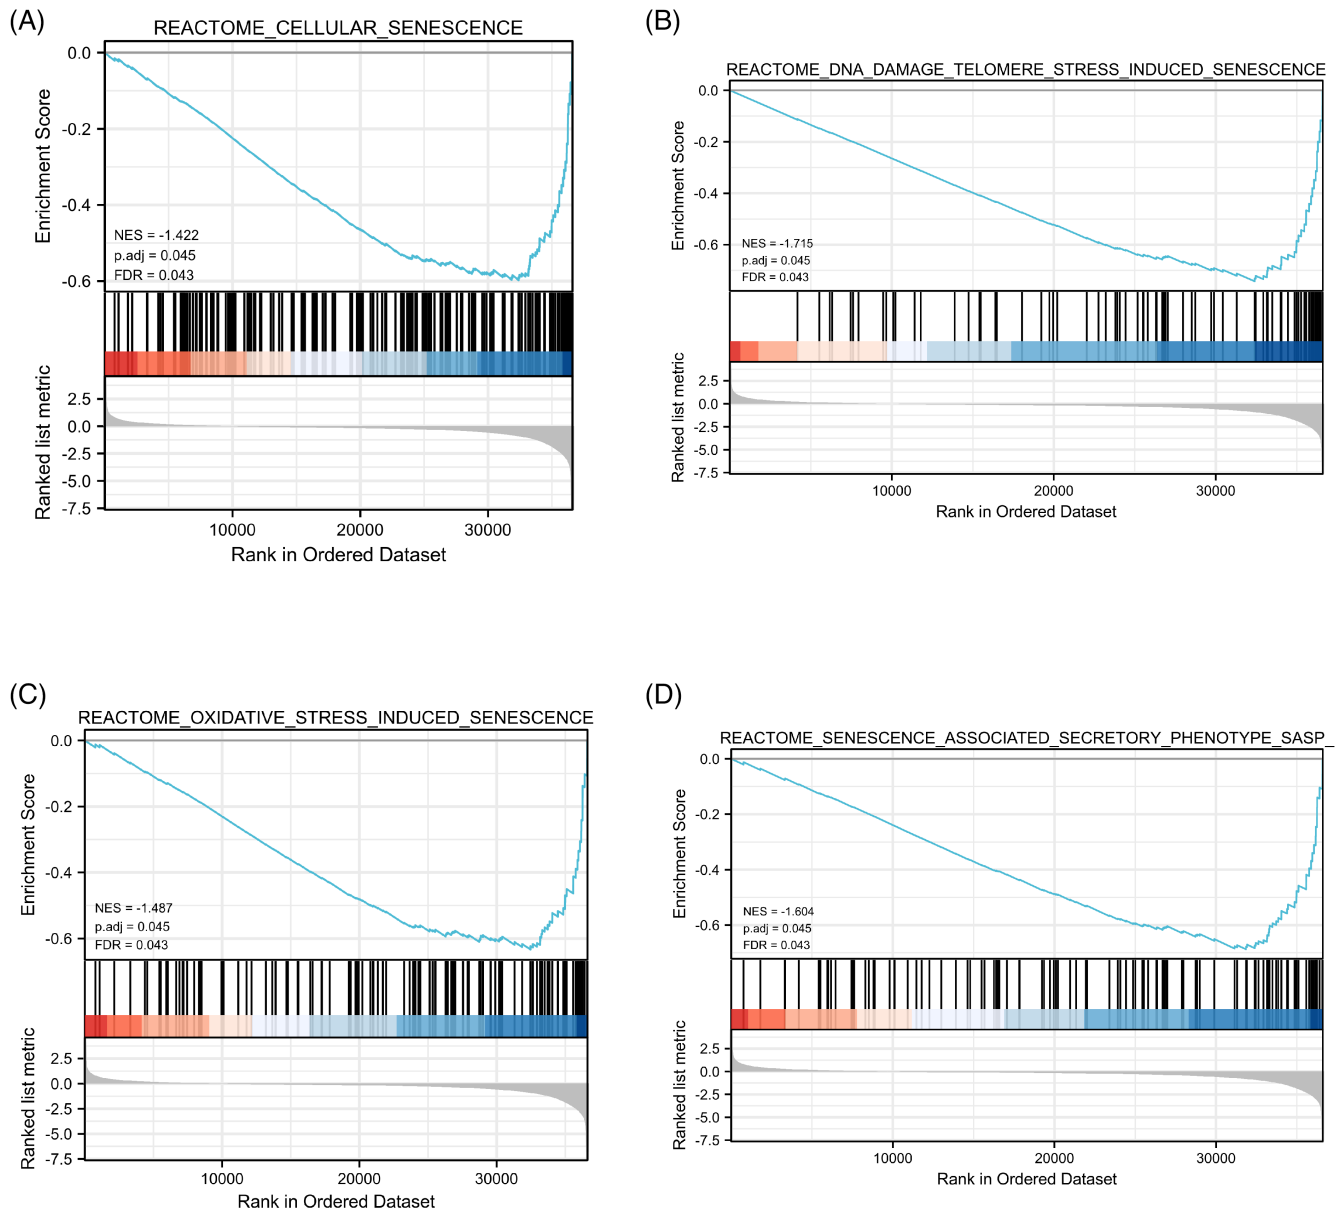 (A)
REACTOME_CELLULAR_SENESCENCE
0.0
-0.2
-0.4
-0.6
Enrichment Score
NES = -1.422
p.adj = 0.045
FDR = 0.043
2.5
0.0
-2.5
-5.0
-7.5
Ranked list metric
10000 20000 30000
Rank in Ordered Dataset
(B)
REACTOME_DNA_DAMAGE_TELOMERE_STRESS_INDUCED_SENESCENCE
0.0
-0.2
-0.4
-0.6
Enrichment Score
NES = -1.715
p.adj = 0.045
FDR = 0.043
2.5
0.0
-2.5
-5.0
-7.5
Ranked list metric
10000 20000 30000
Rank in Ordered Dataset
(C)
REACTOME_OXIDATIVE_STRESS_INDUCED_SENESCENCE
0.0
-0.2
-0.4
-0.6
Enrichment Score
NES = -1.487
p.adj = 0.045
FDR = 0.043
2.5
0.0
-2.5
-5.0
-7.5
Ranked list metric
10000 20000 30000
Rank in Ordered Dataset
(D)
REACTOME_SENESCENCE_ASSOCIATED_SECRETORY_PHENOTYPE_SASP_
0.0
-0.2
-0.4
-0.6
Enrichment Score
NES = -1.604
p.adj = 0.045
FDR = 0.043
2.5
0.0
-2.5
-5.0
-7.5
Ranked list metric
10000 20000 30000
Rank in Ordered Dataset